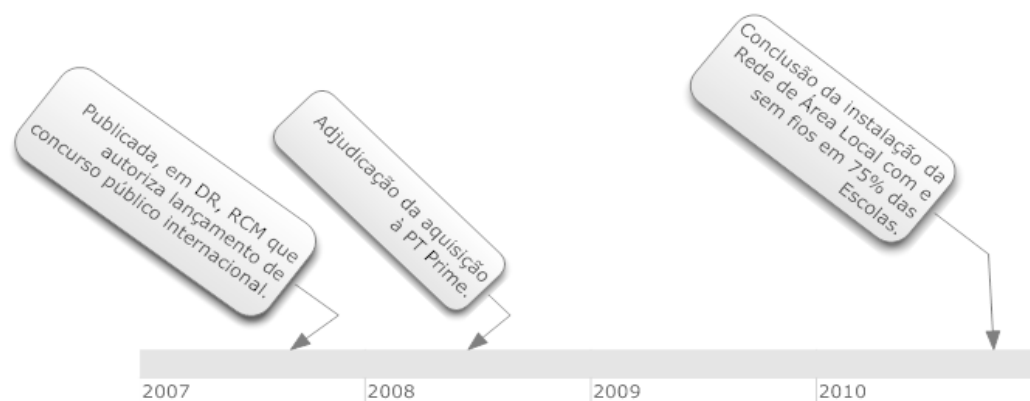 Publicada, em DR, RCM que
autoriza lançamento de
concurso público internacional.
Adjudicação da aquisição
à PT Prime.
Conclusão da instalação da
Rede de Área Local com e
sem fios em 75% das
Escolas.
2007
2008
2009
2010